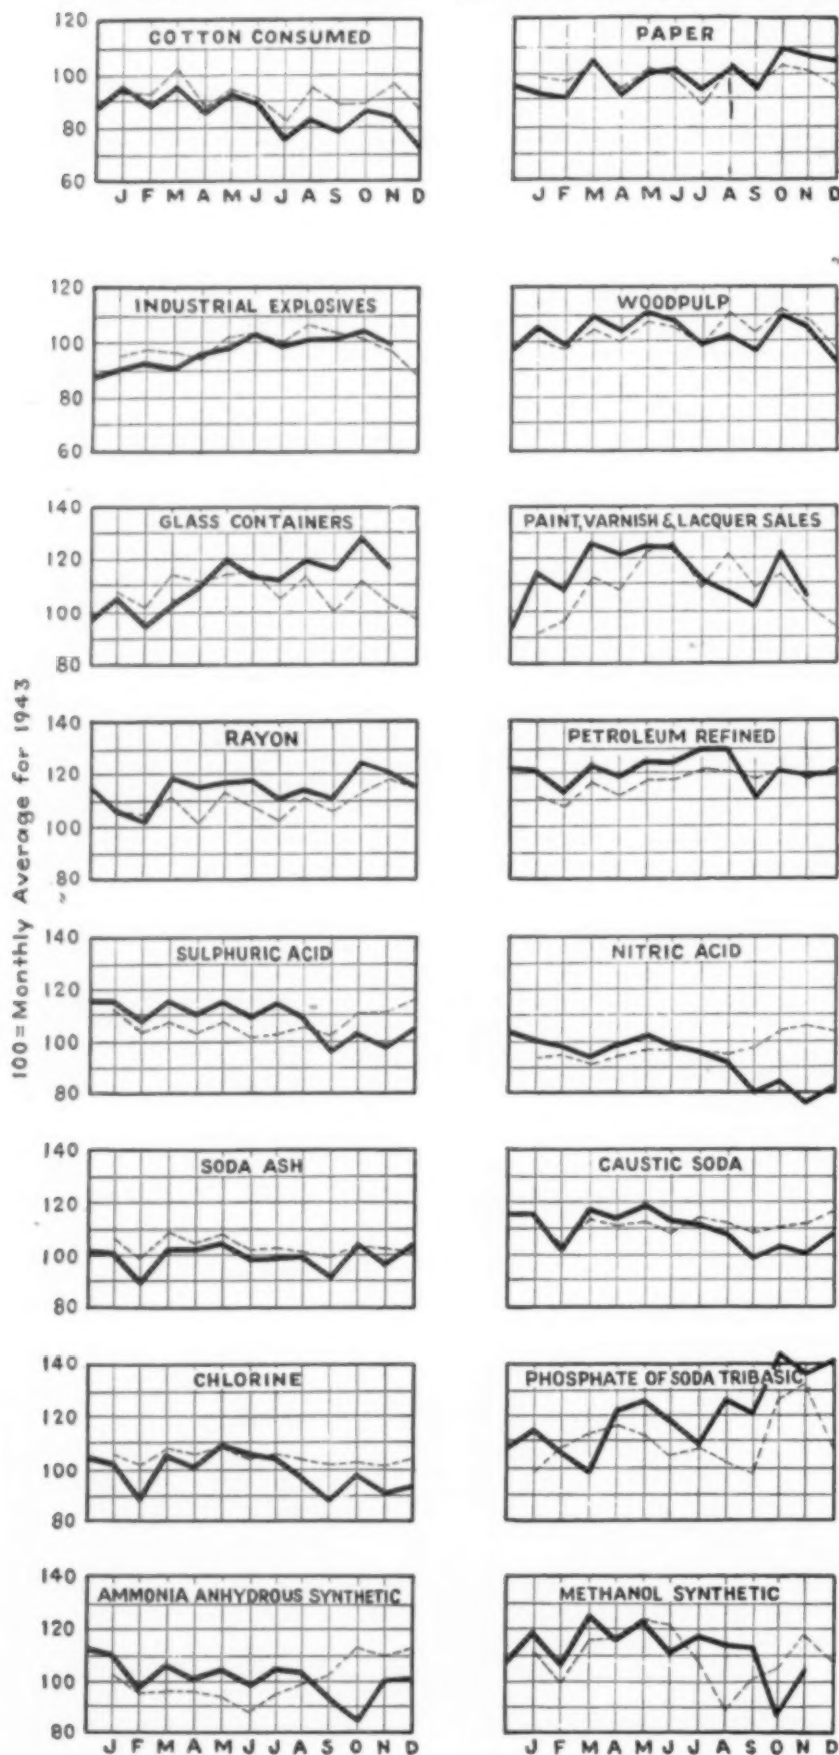 COTTON CONSUMED
120
100
80
60
J F M A M J J A S O N D
PAPER
J F M A M J J A S O N D
INDUSTRIAL EXPLOSIVES
120
100
80
60
WOODPULP
GLASS CONTAINERS
140
120
100
80
PAINT, VARNISH & LACQUER SALES
100=Monthly Average for 1943
RAYON
140
120
100
80
PETROLEUM REFINED
SULPHURIC ACID
140
120
100
80
NITRIC ACID
SODA ASH
140
120
100
80
CAUSTIC SODA
CHLORINE
140
120
100
80
PHOSPHATE OF SODA TRIBASIC
AMMONIA ANHYDROUS SYNTHETIC
140
120
100
80
J F M A M J J A S O N D
METHANOL SYNTHETIC
J F M A M J J A S O N D